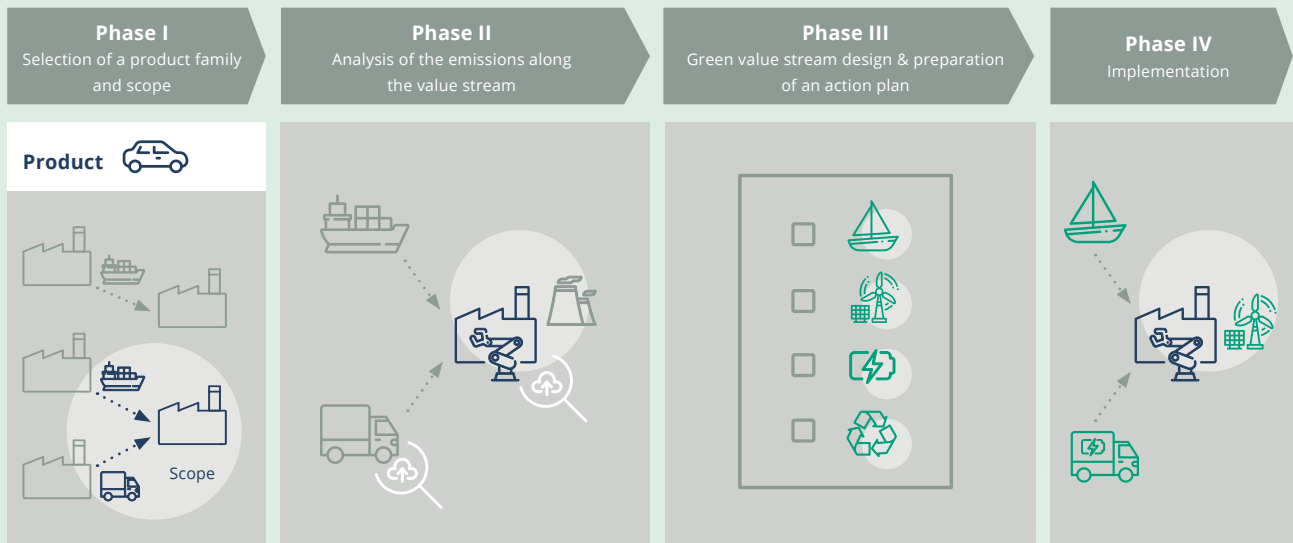 Phase I
Selection of a product family
and scope
Phase II
Analysis of the emissions along
the value stream
Phase III
Green value stream design & preparation
of an action plan
Phase IV
Implementation
Product
Scope